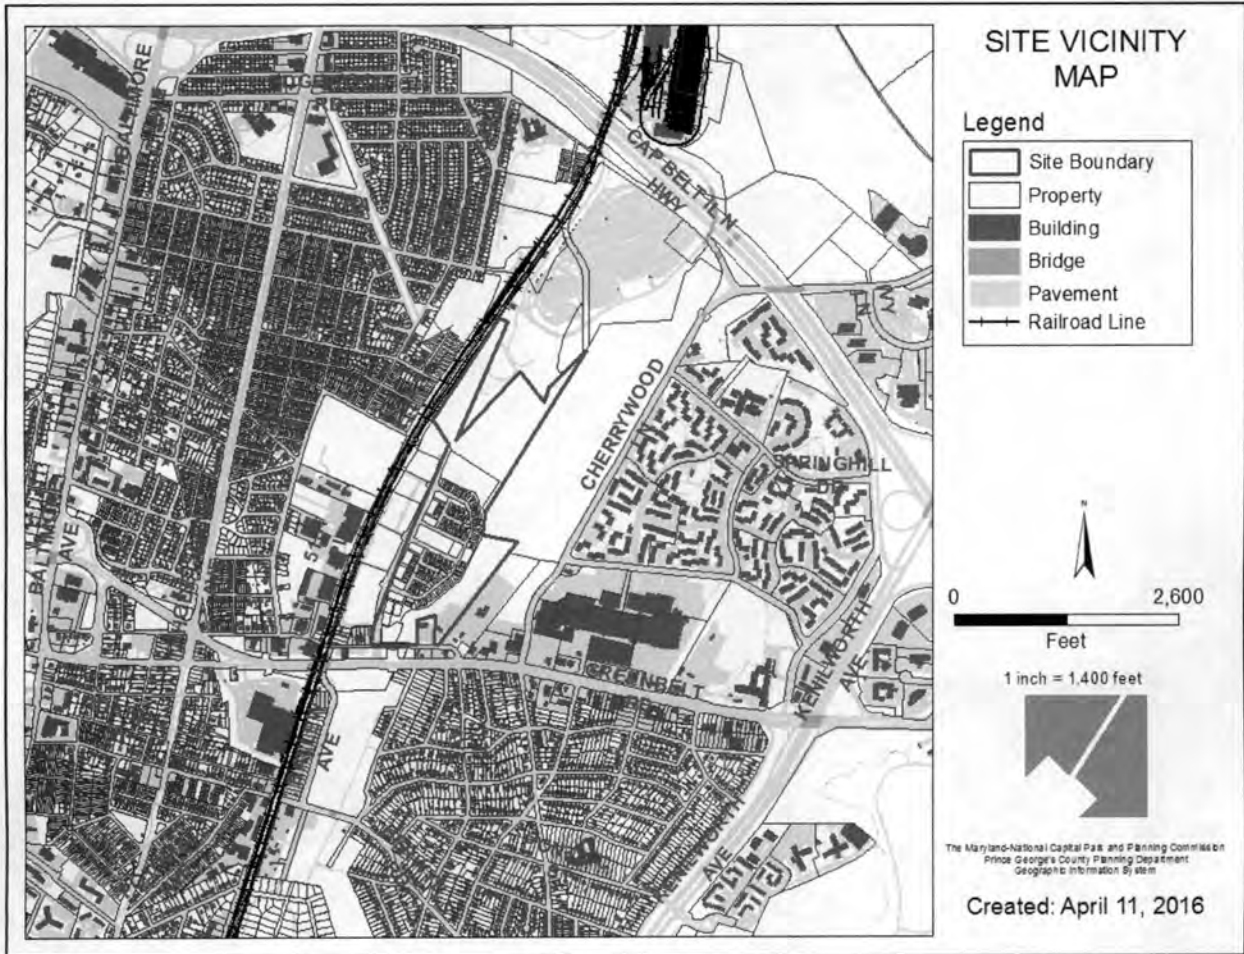 SITE VICINITY
MAP
Legend
Site Boundary
Property
Building
Bridge
Pavement
Railroad Line
N
0 2,600
Feet
1 inch = 1,400 feet
The Maryland-National Capital Park and Planning Commission
Prince George's County Planning Department
Geographic Information System
Created: April 11, 2016
BALTIMORE
CAP BELT IL N
HWY
CHERRYWOOD
LN
SPRINGHILL
DR
BALTIMORE
AVE
GREENBELT
KENILWORTH
AVE
AVE
KENILWORTH
AVE